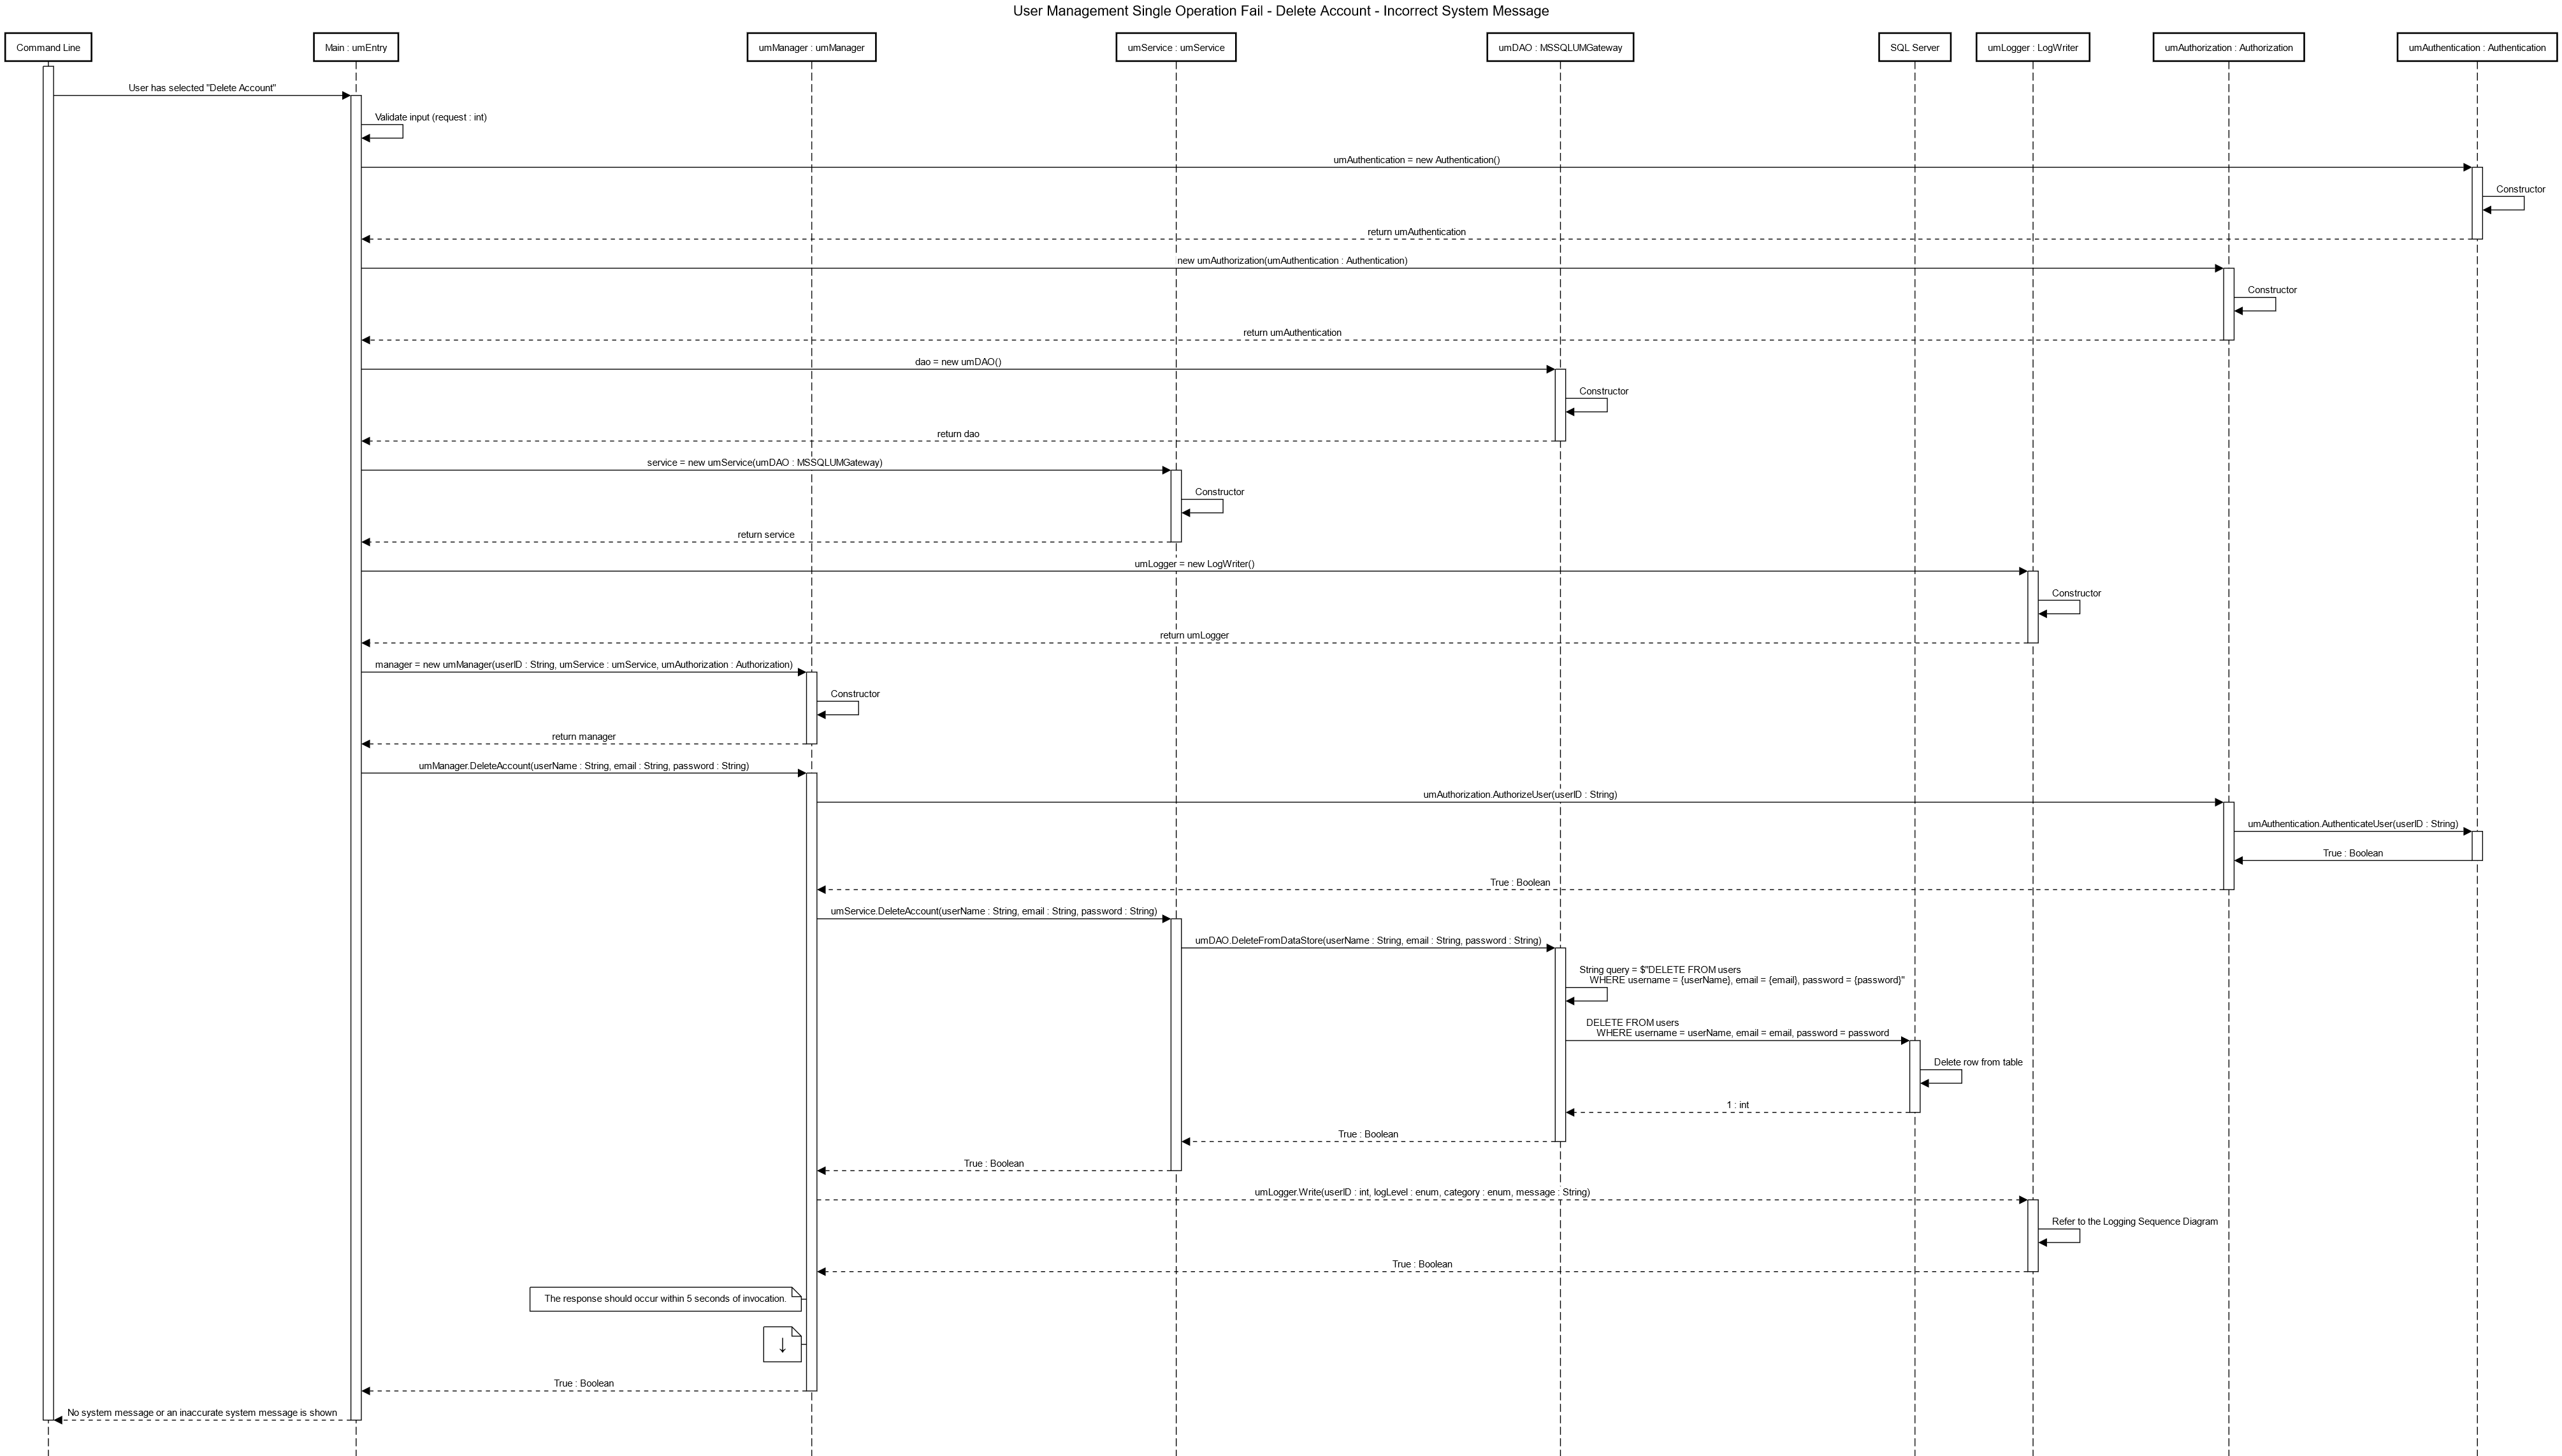 User Management Single Operation Fail - Delete Account - Incorrect System Message
Command Line
Main : umEntry
umManager : umManager
umService : umService
umDAO : MSSQLUMGateway
SQL Server
umLogger : LogWriter
umAuthorization : Authorization
umAuthentication : Authentication
User has selected "Delete Account"
Validate input (request : int)
umAuthentication = new Authentication()
Constructor
return umAuthentication
new umAuthorization(umAuthentication : Authentication)
Constructor
return umAuthentication
dao = new umDAO()
Constructor
return dao
service = new umService(umDAO : MSSQLUMGateway)
Constructor
return service
umLogger = new LogWriter()
Constructor
return umLogger
manager = new umManager(userID : String, umService : umService, umAuthorization : Authorization)
Constructor
return manager
umManager.DeleteAccount(userName : String, email : String, password : String)
umAuthorization.AuthorizeUser(userID : String)
umAuthentication.AuthenticateUser(userID : String)
True : Boolean
True : Boolean
umService.DeleteAccount(userName : String, email : String, password : String)
umDAO.DeleteFromDataStore(userName : String, email : String, password : String)
String query = $"DELETE FROM users
WHERE username = {userName}, email = {email}, password = {password}"
DELETE FROM users
WHERE username = userName, email = email, password = password
Delete row from table
1 : int
True : Boolean
True : Boolean
umLogger.Write(userID : int, logLevel : enum, category : enum, message : String)
Refer to the Logging Sequence Diagram
True : Boolean
The response should occur within 5 seconds of invocation.
↓
True : Boolean
No system message or an inaccurate system message is shown